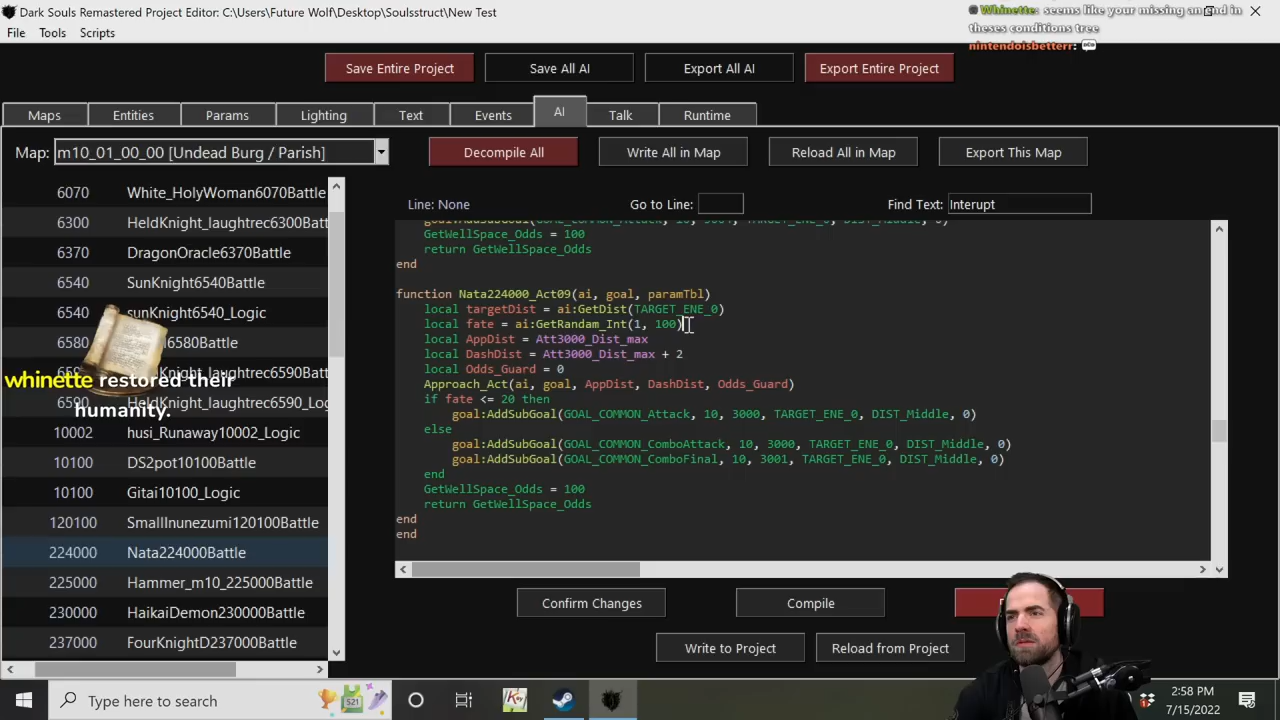 Dark Souls Remastered Project Editor: C:\Users\Future Wolf\Desktop\Soulsstruct\New Test
Whinette: seems like your missing an end in
theses conditions tree
nintendoisbetterr:
File Tools Scripts
Save Entire Project
Save All AI
Export All AI
Export Entire Project
Maps
Entities
Params
Lighting
Text
Events
AI
Talk
Runtime
Map: m10_01_00_00 [Undead Burg / Parish]
Decompile All
Write All in Map
Reload All in Map
Export This Map
Line: None
Go to Line:
Find Text: Interupt
6070 White_HolyWoman6070Battle
6300 HeldKnight_laughtrec6300Batt
6370 DragonOracle6370Battle
6540 SunKnight6540Battle
6540 sunKnight6540_Logic
6580 6580Battle
HeldKnight_laughtrec6590_Lo
10002 husi_Runaway10002_Logic
10100 DS2pot10100Battle
10100 Gitai10100_Logic
120100 SmallInunezumi120100Battle
224000 Nata224000Battle
225000 Hammer_m10_225000Battle
230000 HaikaiDemon230000Battle
237000 FourKnightD237000Battle
whinette restored their
humanity.
GetWellSpace_Odds = 100
return GetWellSpace_Odds
end
function Nata224000_Act09(ai, goal, paramTbl)
local targetDist = ai:GetDist(TARGET_ENE_0)
local fate = ai:GetRandam_Int(1, 100)
local AppDist = Att3000_Dist_max
local DashDist = Att3000_Dist_max + 2
local Odds_Guard = 0
Approach_Act(ai, goal, AppDist, DashDist, Odds_Guard)
if fate <= 20 then
goal:AddSubGoal(GOAL_COMMON_Attack, 10, 3000, TARGET_ENE_0, DIST_Middle, 0)
else
goal:AddSubGoal(GOAL_COMMON_ComboAttack, 10, 3000, TARGET_ENE_0, DIST_Middle, 0)
goal:AddSubGoal(GOAL_COMMON_ComboFinal, 10, 3001, TARGET_ENE_0, DIST_Middle, 0)
end
GetWellSpace_Odds = 100
return GetWellSpace_Odds
end
end
Confirm Changes
Compile
Write to Project
Reload from Project
Type here to search
521
Key
2:58 PM
7/15/2022